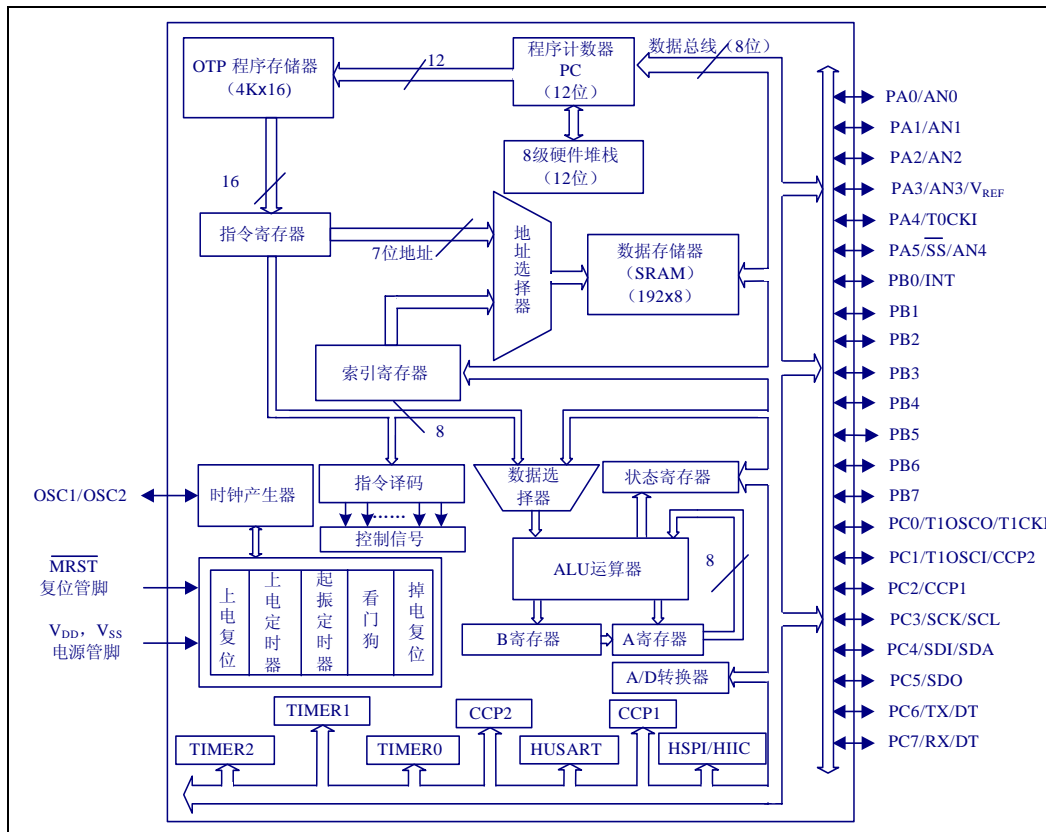 OTP 程序存储器
（4Kx16)
12
程序计数器
PC
（12位）
数据总线（8位）
8级硬件堆栈
（12位）
16
指令寄存器
7位地址
地址选择器
数据存储器
（SRAM）
（192x8）
索引寄存器
8
指令译码
……
控制信号
数据选
择器
状态寄存器
OSC1/OSC2
时钟产生器
ALU运算器
8
MRST
复位管脚
VDD，VSS
电源管脚
上电复位
上电定时器
起振定时器
看门狗
掉电复位
B寄存器
A寄存器
A/D转换器
TIMER2
TIMER1
TIMER0
CCP2
HUSART
CCP1
HSPI/HIIC
PA0/AN0
PA1/AN1
PA2/AN2
PA3/AN3/VREF
PA4/T0CKI
PA5/SS/AN4
PB0/INT
PB1
PB2
PB3
PB4
PB5
PB6
PB7
PC0/T1OSCO/T1CKI
PC1/T1OSCI/CCP2
PC2/CCP1
PC3/SCK/SCL
PC4/SDI/SDA
PC5/SDO
PC6/TX/DT
PC7/RX/DT